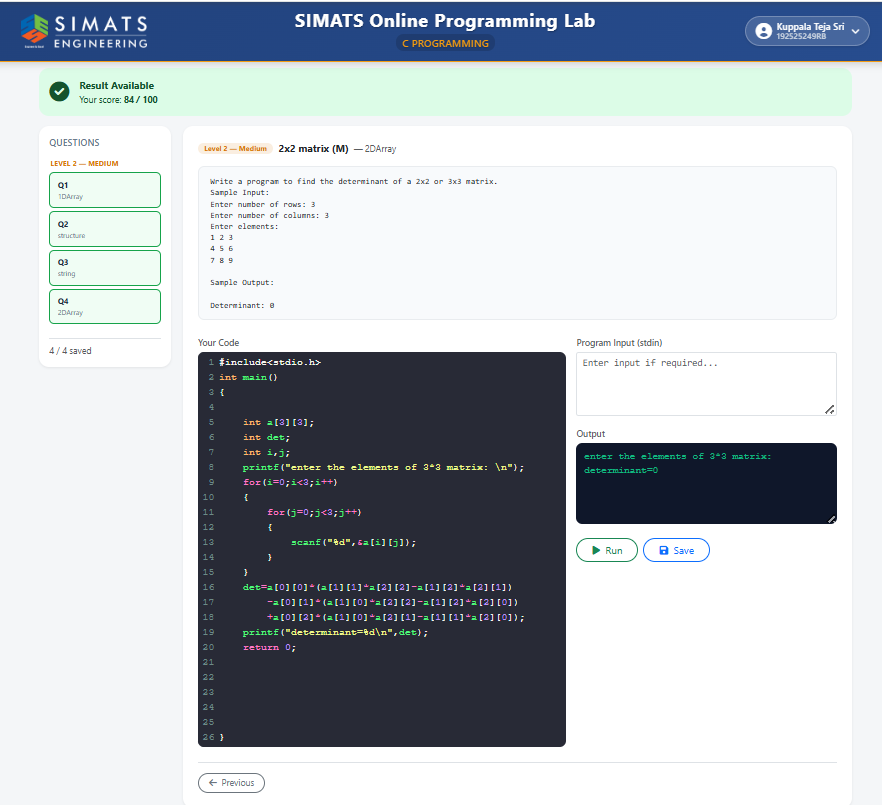 SIMATS
ENGINEERING
SIMATS Online Programming Lab
C PROGRAMMING
Kuppala Teja Sri
192525249RB
Result Available
Your score: 84 / 100
QUESTIONS
LEVEL 2 — MEDIUM
Q1
1DArray
Q2
structure
Q3
string
Q4
2DArray
4 / 4 saved
Level 2 — Medium 2x2 matrix (M) — 2DArray
Write a program to find the determinant of a 2x2 or 3x3 matrix.
Sample Input:
Enter number of rows: 3
Enter number of columns: 3
Enter elements:
1 2 3
4 5 6
7 8 9
Sample Output:
Determinant: 0
Your Code
1 #include<stdio.h>
2 int main()
3 {
4
5 int a[3][3];
6 int det;
7 int i,j;
8 printf("enter the elements of 3*3 matrix: \n");
9 for(i=0;i<3;i++)
10 {
11 for(j=0;j<3;j++)
12 {
13 scanf("%d",&a[i][j]);
14 }
15 }
16 det=a[0][0]*(a[1][1]*a[2][2]-a[1][2]*a[2][1])
17 -a[0][1]*(a[1][0]*a[2][2]-a[1][2]*a[2][0])
18 +a[0][2]*(a[1][0]*a[2][1]-a[1][1]*a[2][0]);
19 printf("determinant=%d\n",det);
20 return 0;
21
22
23
24
25
26 }
Program Input (stdin)
Enter input if required...
Output
enter the elements of 3*3 matrix:
determinant=0
Run
Save
← Previous